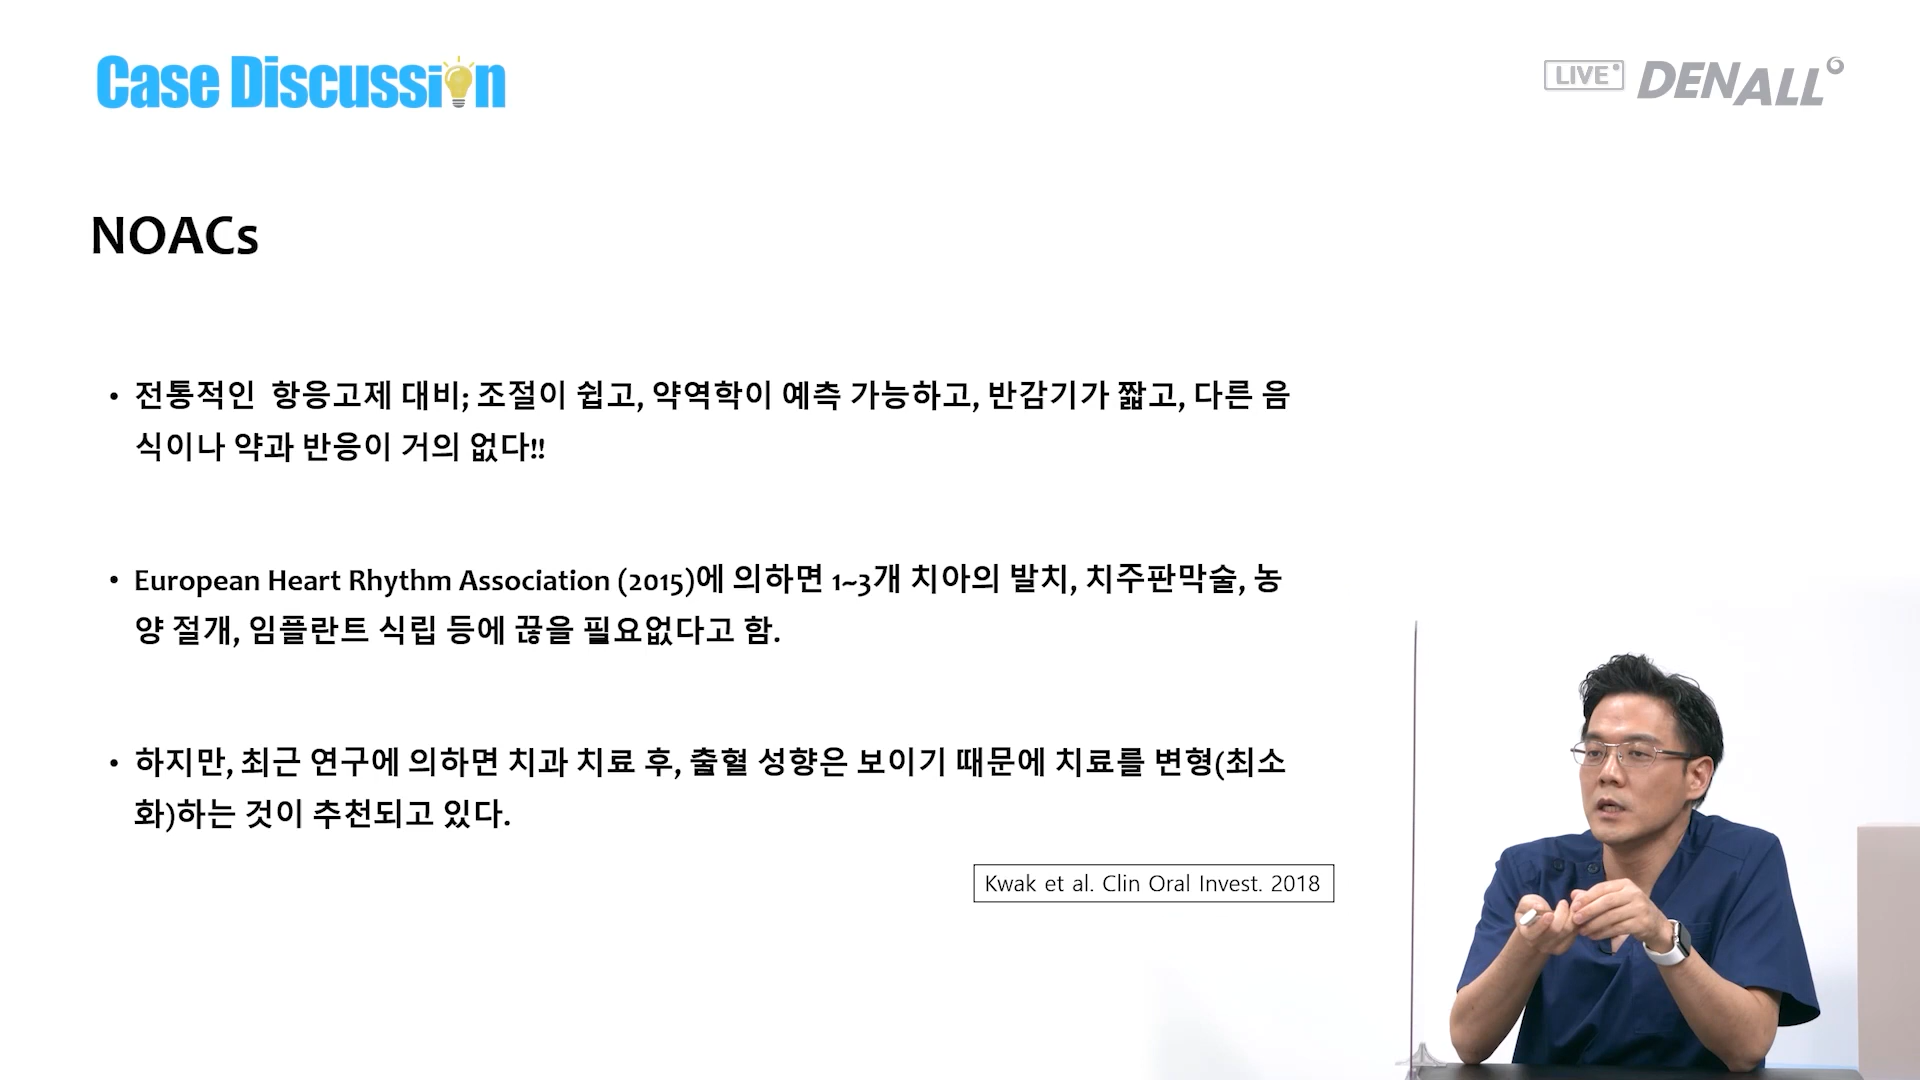 Case Discussion
LIVE DENALL
NOACs
• 전통적인 항응고제 대비; 조절이 쉽고, 약역학이 예측 가능하고, 반감기가 짧고, 다른 음
식이나 약과 반응이 거의 없다!!
• European Heart Rhythm Association (2015)에 의하면 1~3개 치아의 발치, 치주판막술, 농
양 절개, 임플란트 식립 등에 끊을 필요없다고 함.
• 하지만, 최근 연구에 의하면 치과 치료 후, 출혈 성향은 보이기 때문에 치료를 변형(최소
화)하는 것이 추천되고 있다.
Kwak et al. Clin Oral Invest. 2018